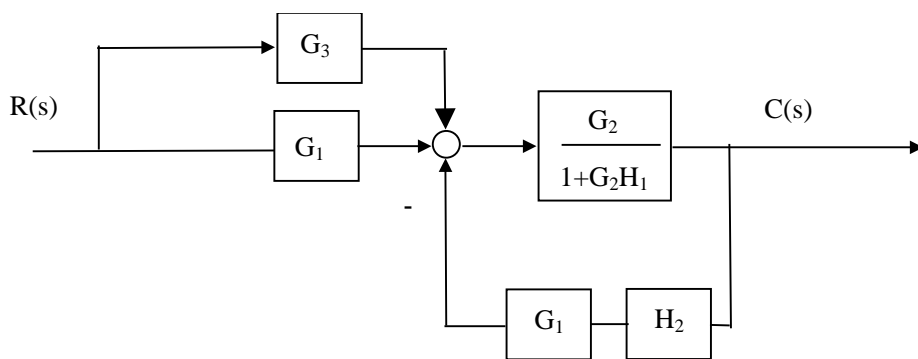 G₃
R(s)
C(s)
G₁
G₂
1+G₂H₁
-
G₁
H₂